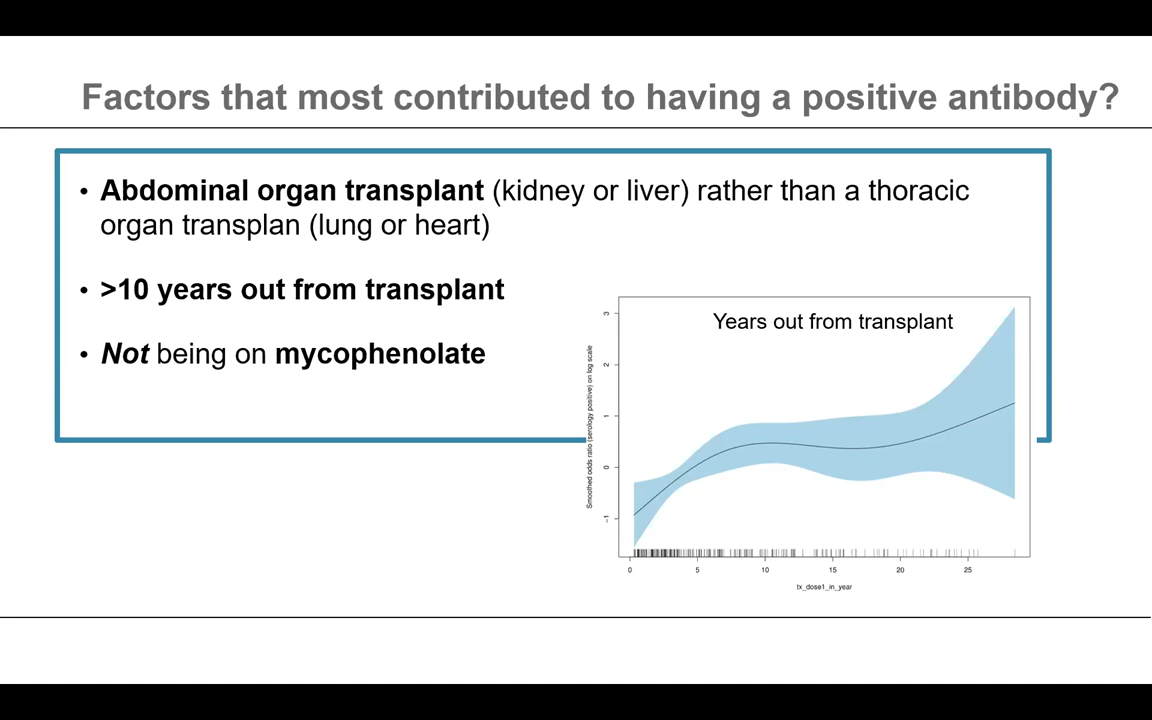 Factors that most contributed to having a positive antibody?
• Abdominal organ transplant (kidney or liver) rather than a thoracic
organ transplan (lung or heart)
• >10 years out from transplant
• Not being on mycophenolate
Years out from transplant
Smoothed odds ratio (serology positive) on log scale
3
2
1
0
−1
0 5 10 15 20 25
tx_dose1_in_year